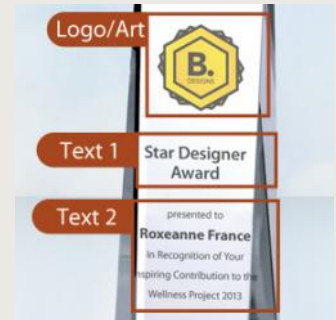 Logo/Art
B.
DESIGNS
Text 1
Star Designer
Award
Text 2
presented to
Roxeanne France
In Recognition of Your
nspiring Contribution to the
Wellness Project 2013